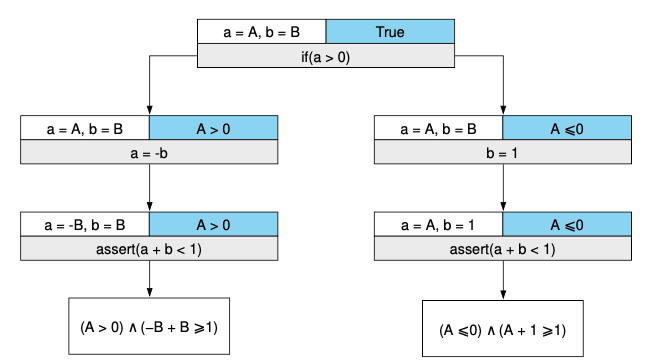 a = A, b = B True
if(a > 0)
a = A, b = B A > 0
a = A, b = B A ⩽0
a = -b
b = 1
a = -B, b = B A > 0
a = A, b = 1 A ⩽0
assert(a + b < 1)
assert(a + b < 1)
(A > 0) ∧ (−B + B ⩾1)
(A ⩽0) ∧ (A + 1 ⩾1)